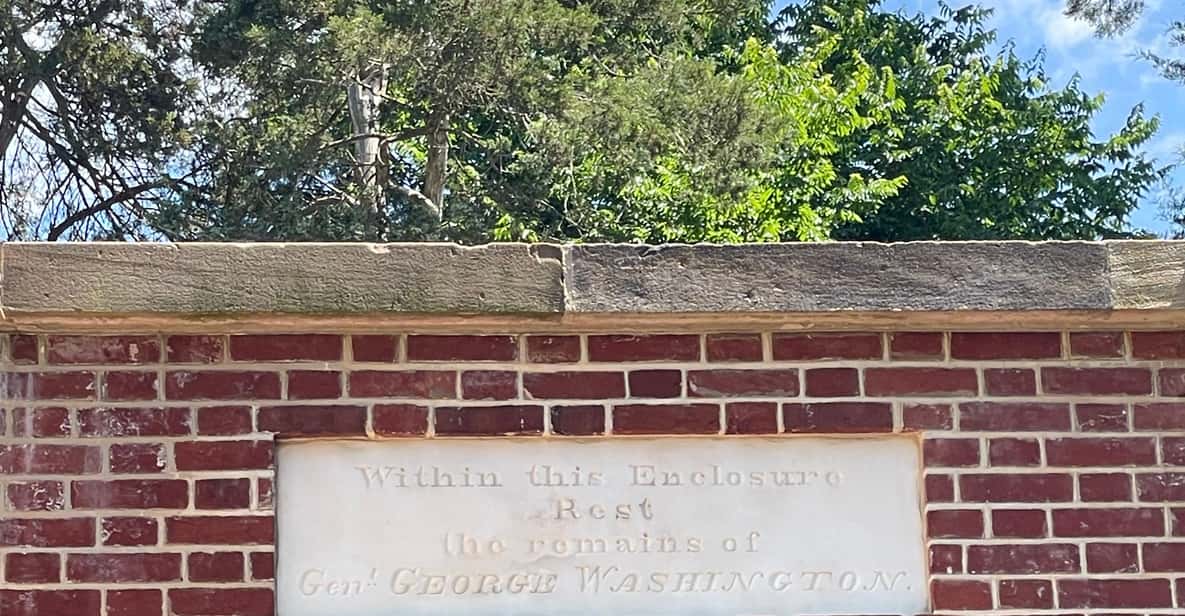 Within this Enclosure
Rest
the remains of
Genˡ GEORGE WASHINGTON.